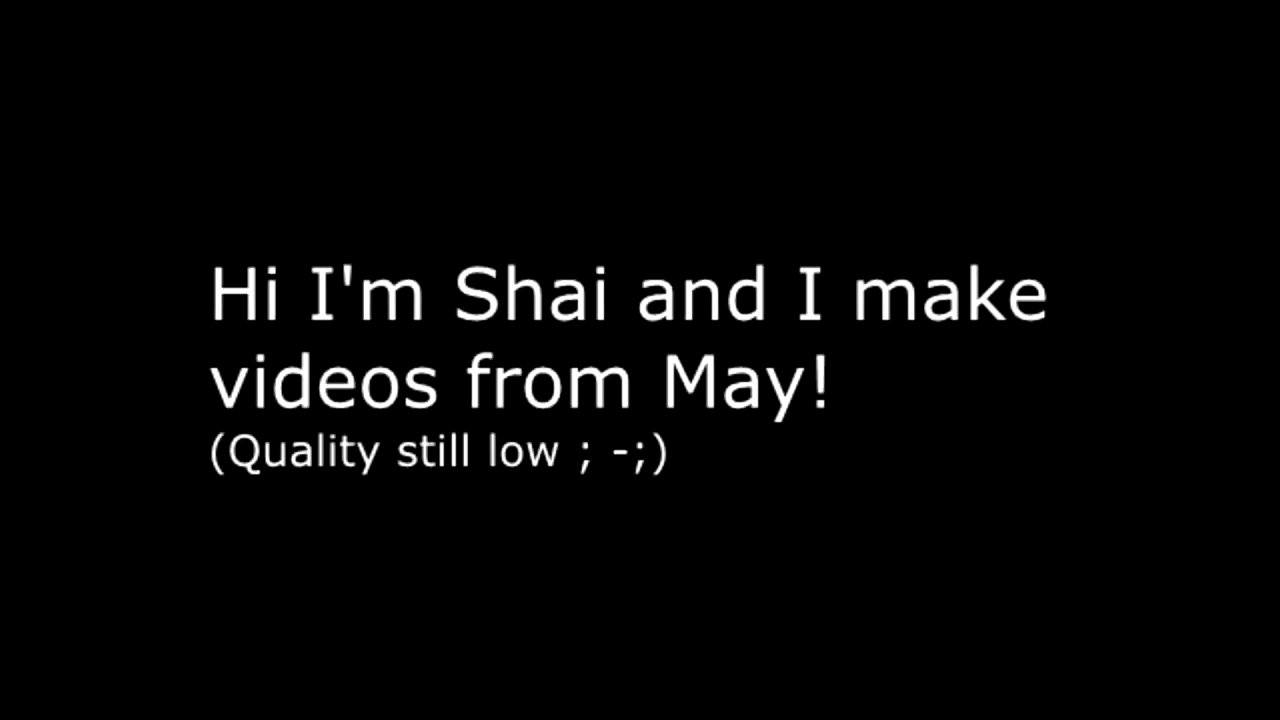 Hi I'm Shai and I make
videos from May!
(Quality still low ; -;)